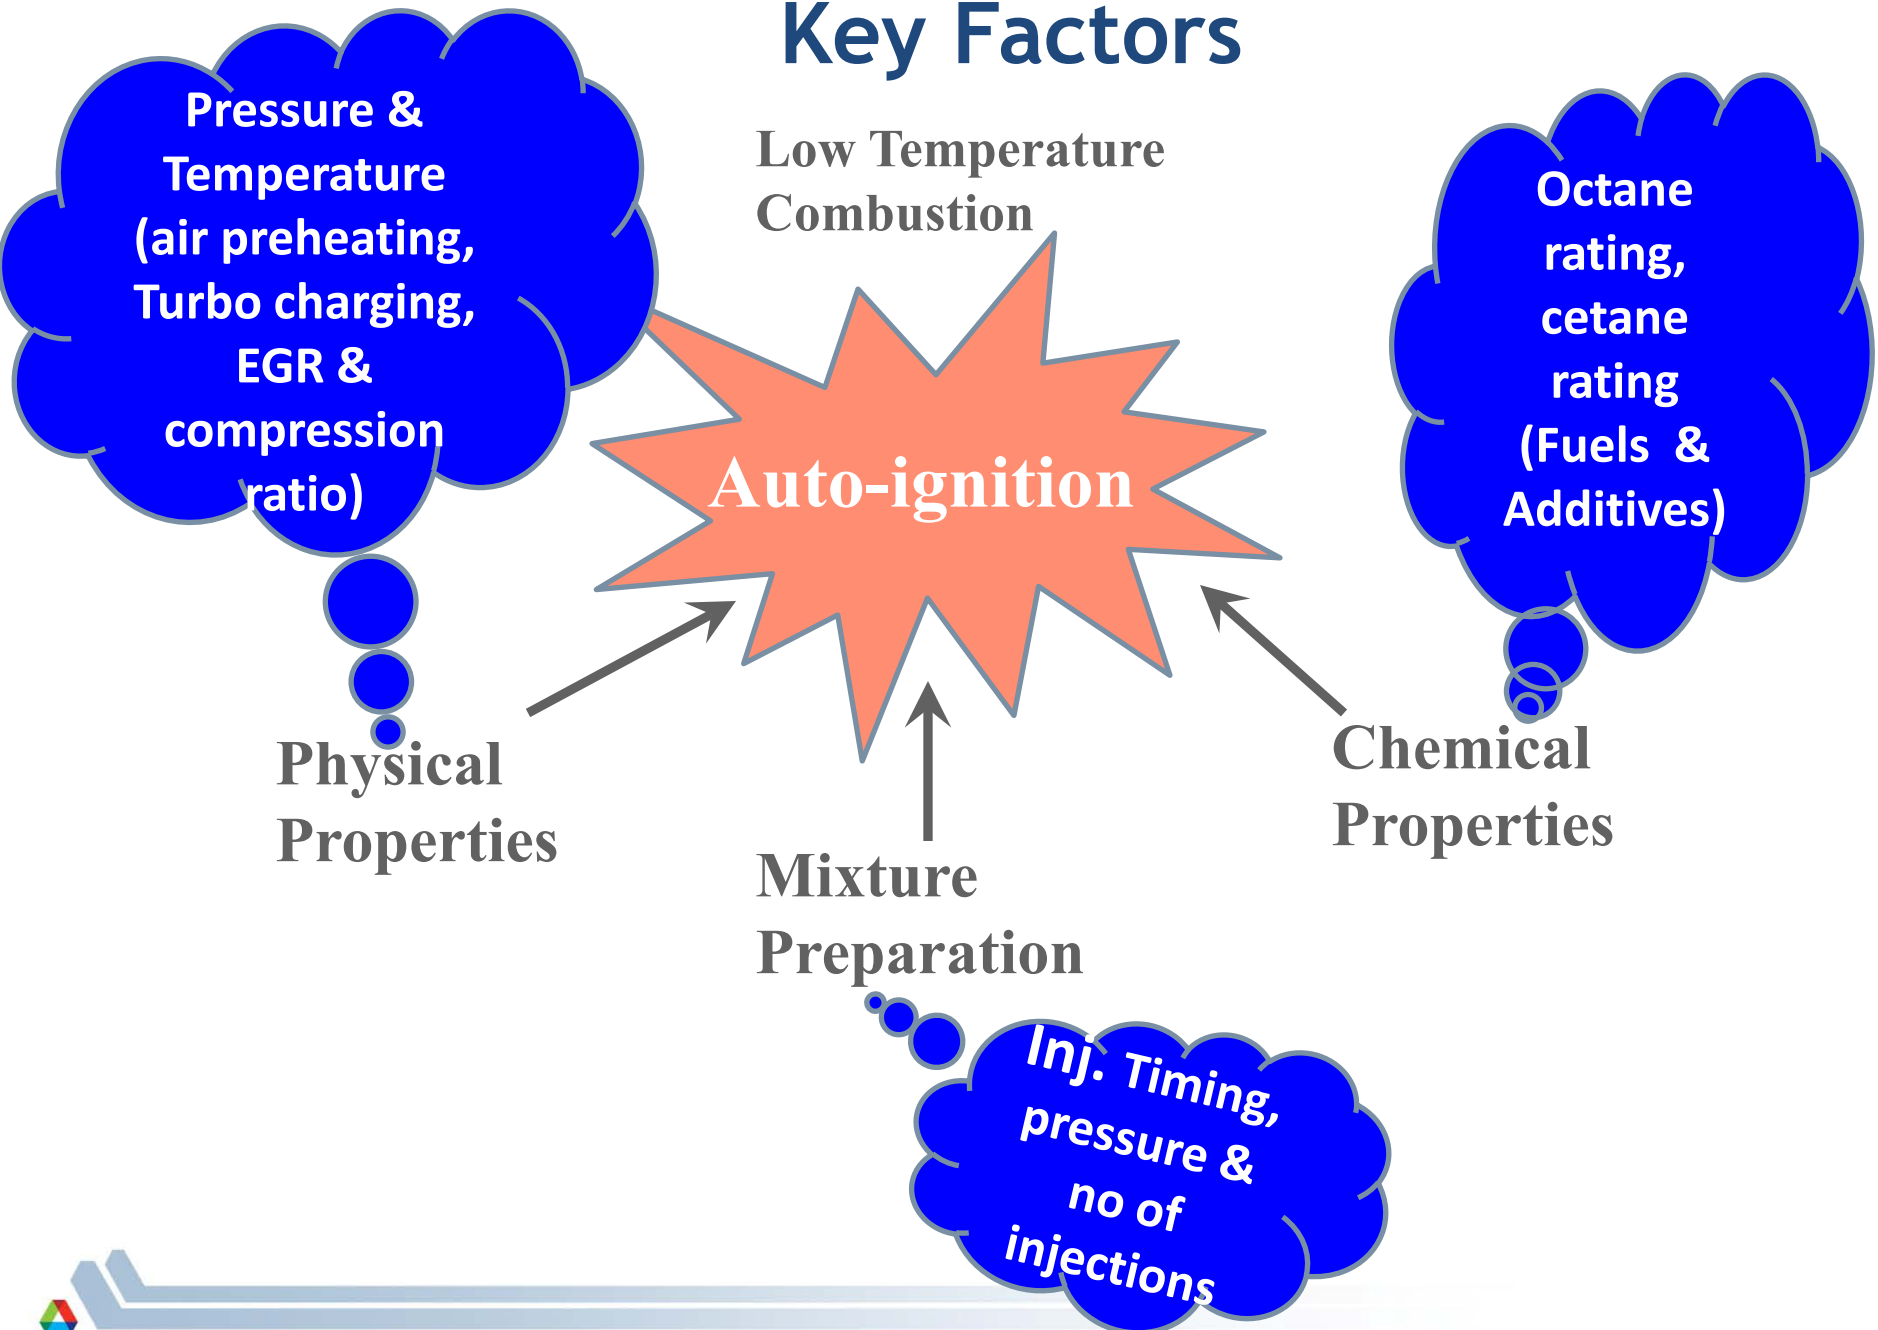 Key Factors
Pressure &
Temperature
(air preheating,
Turbo charging,
EGR &
compression
ratio)
Low Temperature
Combustion
Octane
rating,
cetane
rating
(Fuels & 
Additives)
Auto-ignition
Physical
Properties
Mixture
Preparation
Chemical
Properties
Inj. Timing,
pressure &
no of
injections